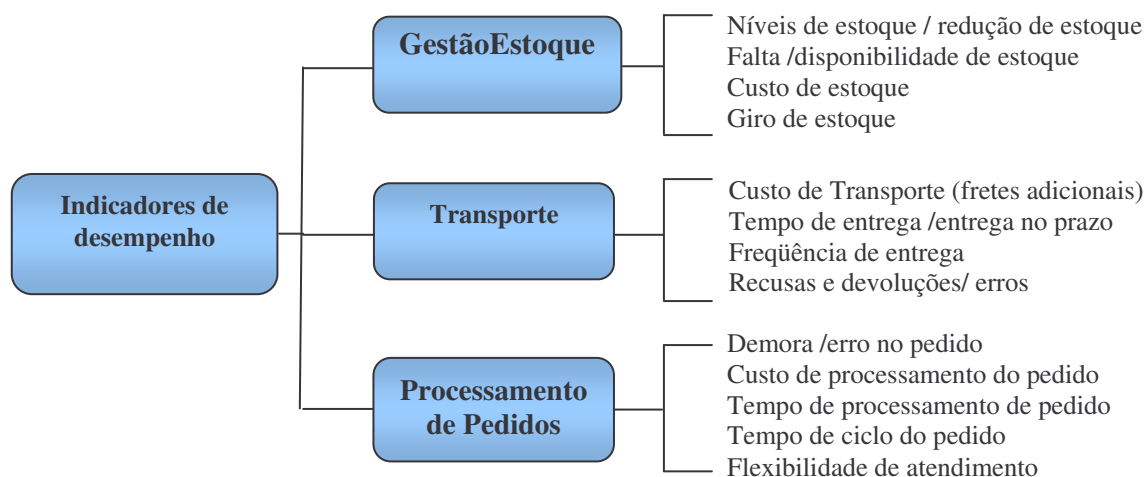 Indicadores de
desempenho
GestãoEstoque
Níveis de estoque / redução de estoque
Falta /disponibilidade de estoque
Custo de estoque
Giro de estoque
Transporte
Custo de Transporte (fretes adicionais)
Tempo de entrega /entrega no prazo
Freqüência de entrega
Recusas e devoluções/ erros
Processamento
de Pedidos
Demora /erro no pedido
Custo de processamento do pedido
Tempo de processamento de pedido
Tempo de ciclo do pedido
Flexibilidade de atendimento